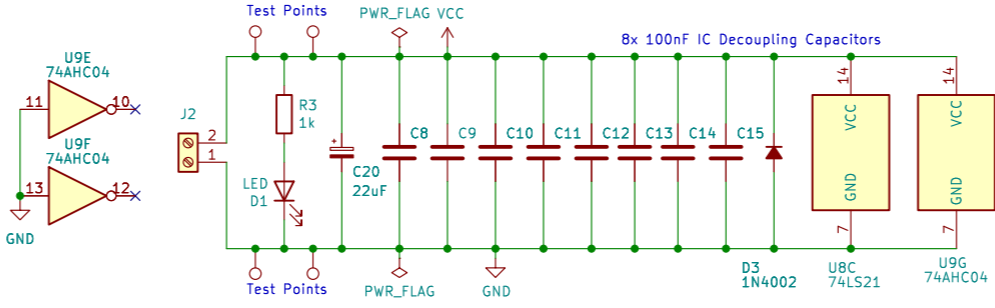 Test Points
PWR_FLAG VCC
8x 100nF IC Decoupling Capacitors
U9E
74AHC04
11
10
J2
2
1
R3
1k
C8
C9
C10
C11
C12
C13
C14
C15
14
VCC
14
VCC
U9F
74AHC04
13
12
GND
+
C20
22uF
LED
D1
GND
7
GND
7
Test Points
PWR_FLAG
GND
D3
1N4002
U8C
74LS21
U9G
74AHC04